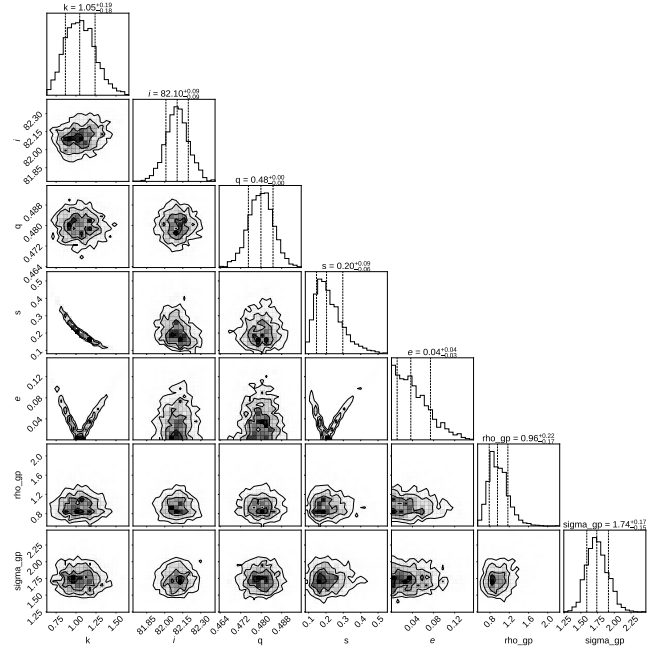 k = 1.05+0.19−0.18
i = 82.10+0.09−0.09
82.30
82.15
82.00
81.85
i
q = 0.48+0.00−0.00
0.488
0.480
0.472
0.464
q
s = 0.20+0.09−0.06
0.5
0.4
0.3
0.2
0.1
s
e = 0.04+0.04−0.03
0.12
0.08
0.04
e
rho_gp = 0.96+0.22−0.17
2.0
1.6
1.2
0.8
rho_gp
sigma_gp = 1.74+0.17−0.15
2.25
2.00
1.75
1.50
1.25
sigma_gp
0.75 1.00 1.25 1.50 81.85 82.00 82.15 82.30 0.464 0.472 0.480 0.488 0.1 0.2 0.3 0.4 0.5 0.04 0.08 0.12 0.8 1.2 1.6 2.0 1.25 1.50 1.75 2.00 2.25
k i q s e rho_gp sigma_gp